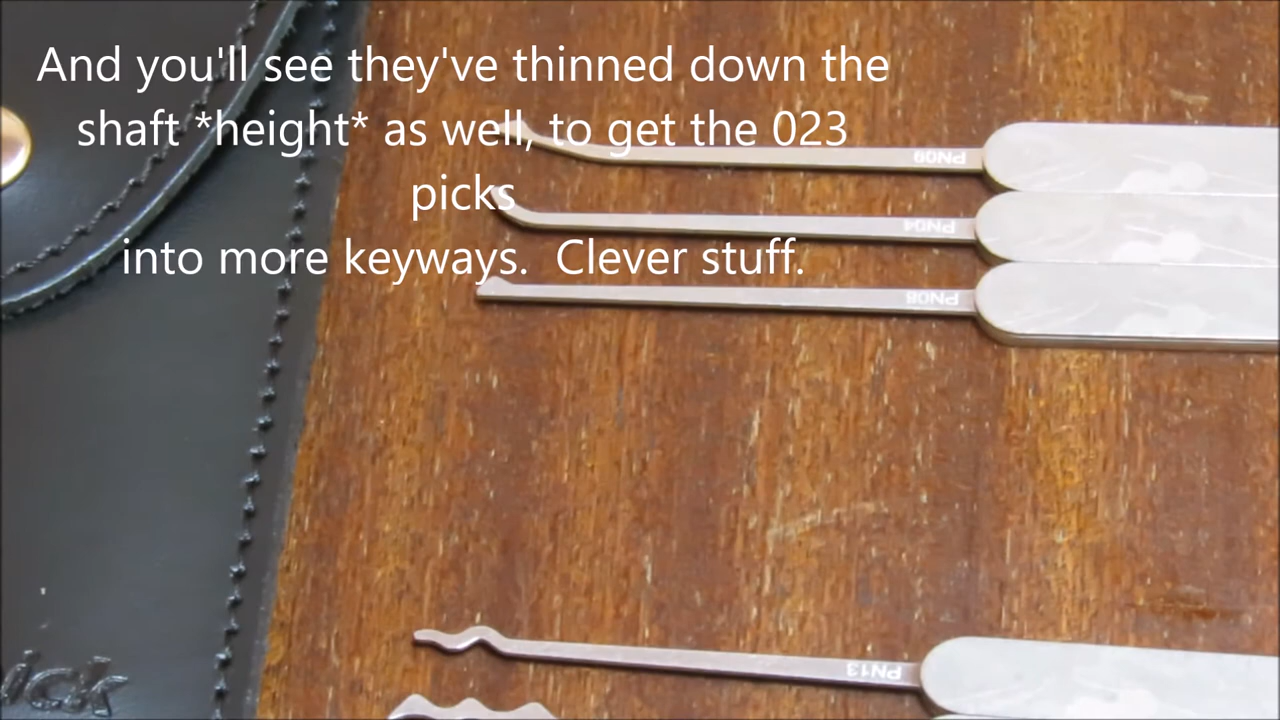 And you'll see they've thinned down the
shaft *height* as well, to get the 023
picks
into more keyways.  Clever stuff.
PN09
PN04
PN08
PN13
ick